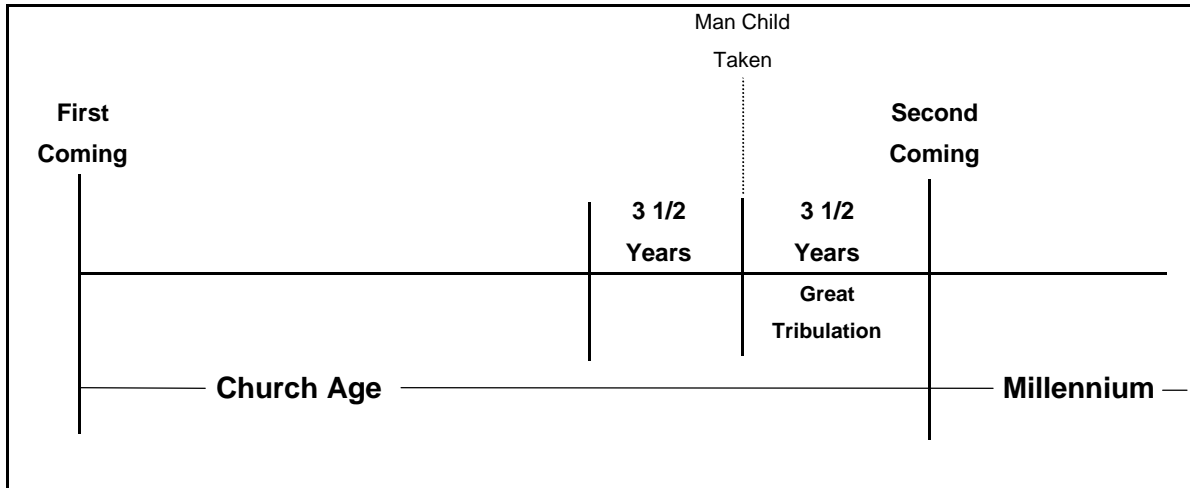 Man Child
Taken
First
Coming
Second
Coming
3 1/2
Years
3 1/2
Years
Great
Tribulation
Church Age
Millennium